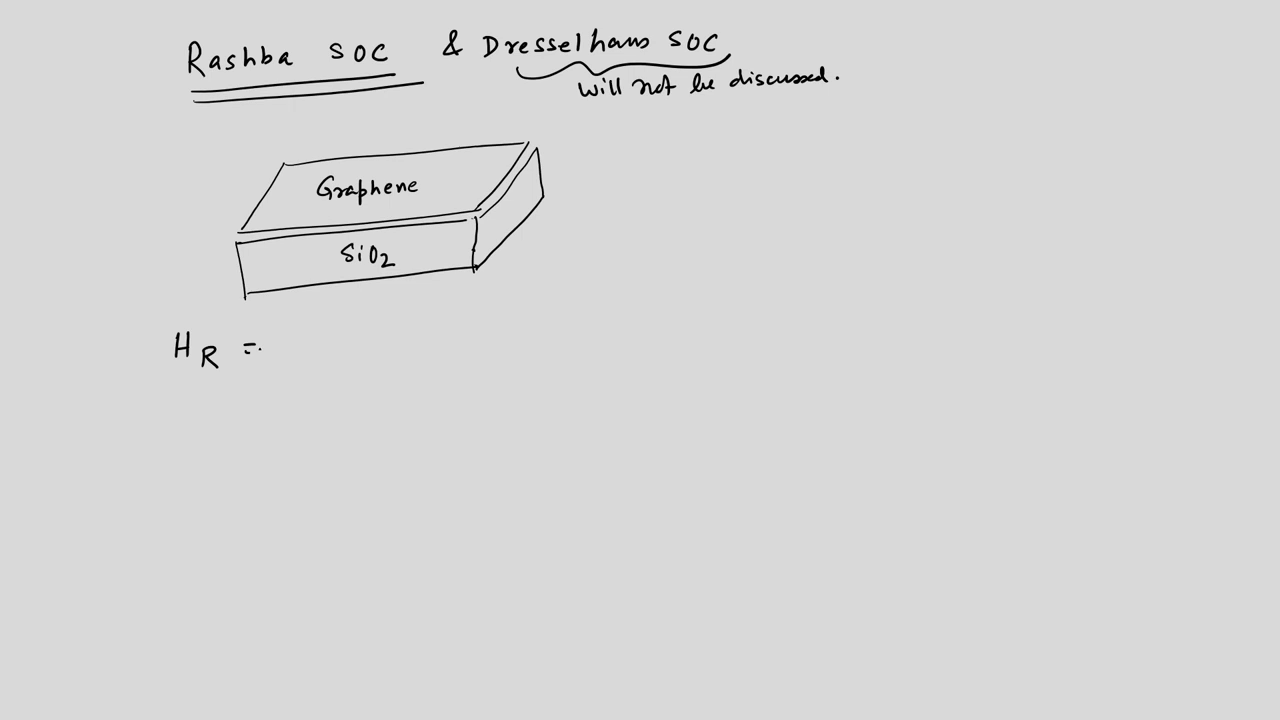 Rashba SOC & Dresselhaus SOC
will not be discussed.
Graphene
SiO2
HR =